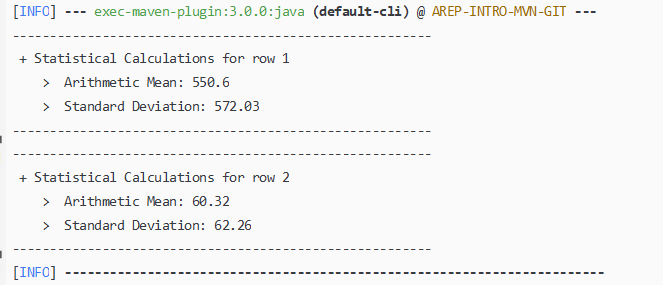 [INFO] --- exec-maven-plugin:3.0.0:java (default-cli) @ AREP-INTRO-MVN-GIT ---
--------------------------------------------------------
+ Statistical Calculations for row 1
> Arithmetic Mean: 550.6
> Standard Deviation: 572.03
--------------------------------------------------------
--------------------------------------------------------
+ Statistical Calculations for row 2
> Arithmetic Mean: 60.32
> Standard Deviation: 62.26
--------------------------------------------------------
[INFO] ------------------------------------------------------------------------